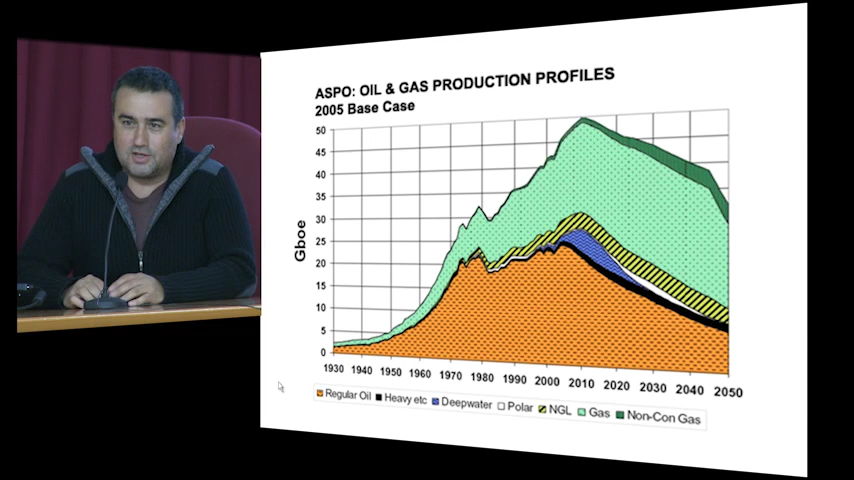 ASPO: OIL & GAS PRODUCTION PROFILES
2005 Base Case
50
45
40
35
30
25
20
15
10
5
0
Gboe
1930 1940 1950 1960 1970 1980 1990 2000 2010 2020 2030 2040 2050
Regular Oil Heavy etc Deepwater Polar NGL Gas Non-Con Gas